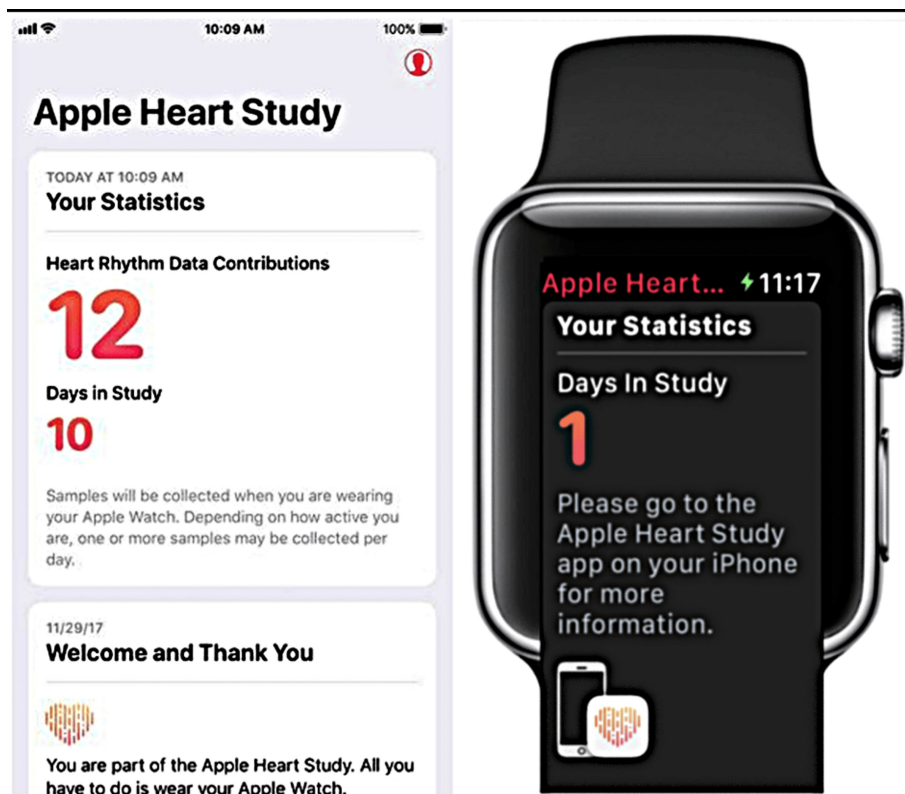 10:09 AM
100%
Apple Heart Study
TODAY AT 10:09 AM
Your Statistics
Heart Rhythm Data Contributions
12
Days in Study
10
Samples will be collected when you are wearing
your Apple Watch. Depending on how active you
are, one or more samples may be collected per
day.
11/29/17
Welcome and Thank You
You are part of the Apple Heart Study. All you
have to do is wear your Apple Watch.
Apple Heart... 11:17
Your Statistics
Days In Study
1
Please go to the
Apple Heart Study
app on your iPhone
for more
information.